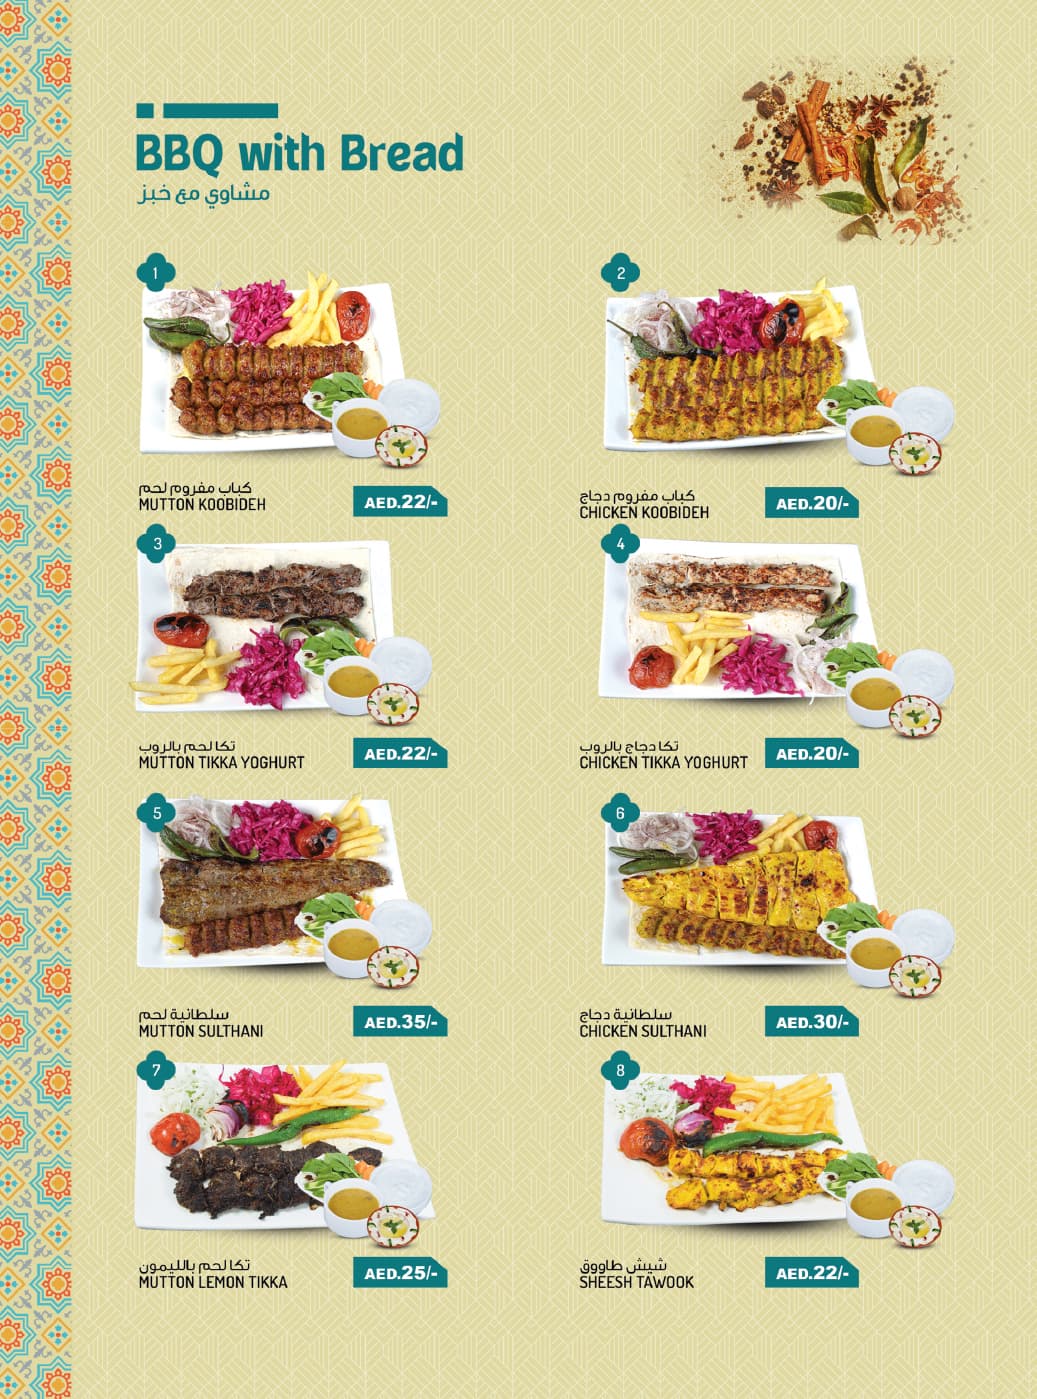 BBQ with Bread
مشاوي مع خبز
1
كباب مفروم لحم
MUTTON KOOBIDEH
AED.22/-
2
كباب مفروم دجاج
CHICKEN KOOBIDEH
AED.20/-
3
تكا لحم بالروب
MUTTON TIKKA YOGHURT
AED.22/-
4
تكا دجاج بالروب
CHICKEN TIKKA YOGHURT
AED.20/-
5
سلطانية لحم
MUTTON SULTHANI
AED.35/-
6
سلطانية دجاج
CHICKEN SULTHANI
AED.30/-
7
تكا لحم بالليمون
MUTTON LEMON TIKKA
AED.25/-
8
شيش طاووق
SHEESH TAWOOK
AED.22/-